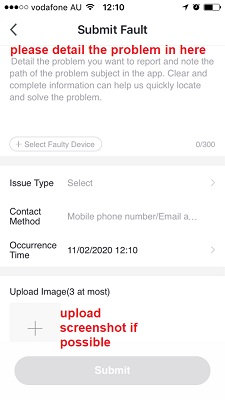 vodafone AU 12:10
Submit Fault
please detail the problem in here
Detail the problem you want to report and note the
path of the problem subject in the app. Clear and
complete information can help us quickly locate
and solve the problem.
+ Select Faulty Device 0/300
Issue Type Select
Contact
Method Mobile phone number/Email a...
Occurrence
Time 11/02/2020 12:10
Upload Image(3 at most)
upload
screenshot if
possible
Submit